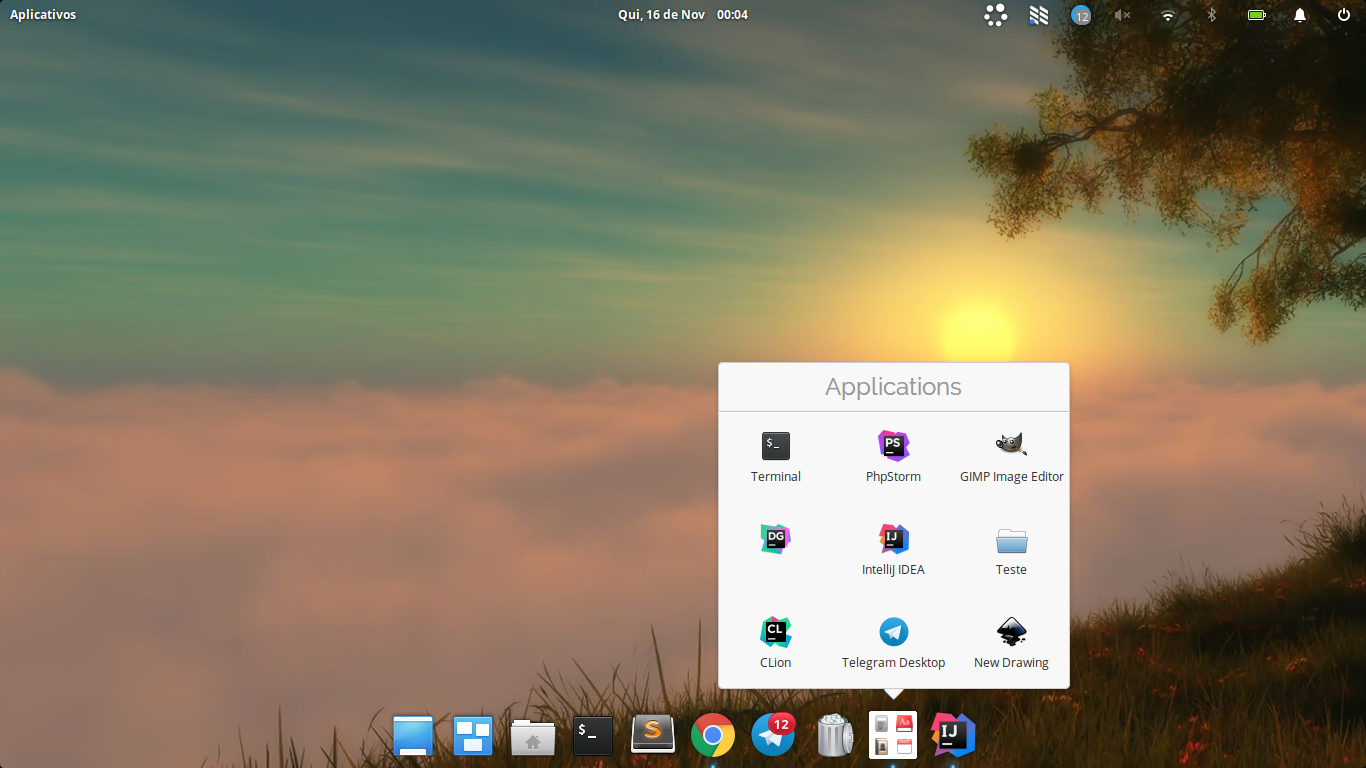 Aplicativos
Qui, 16 de Nov 00:04
12
Applications
$_
PS
Terminal
PhpStorm
GIMP Image Editor
DG
IJ
IntelliJ IDEA
Teste
CL
CLion
Telegram Desktop
New Drawing
$_
S
12
Aa
IJ